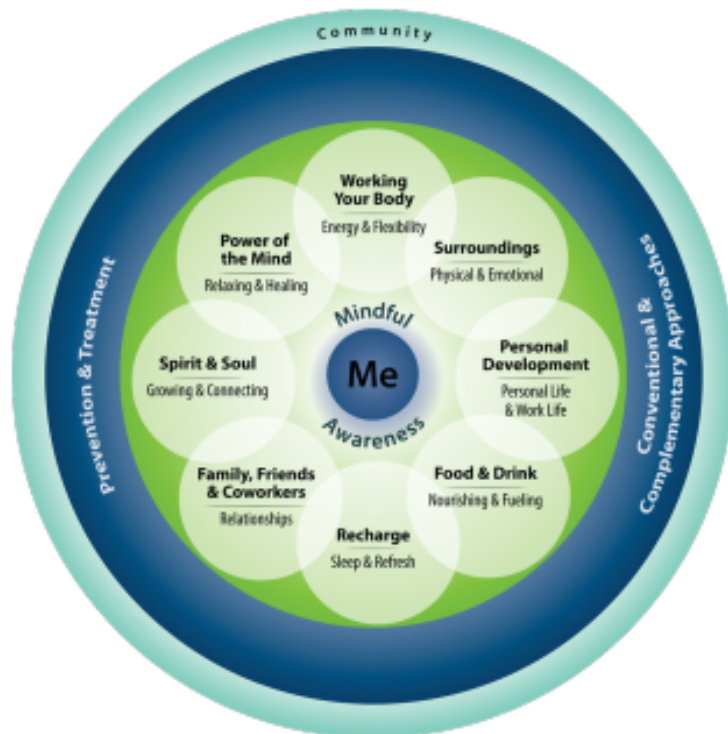 Community
Prevention & Treatment
Conventional &
Complementary Approaches
Working
Your Body
Energy & Flexibility
Surroundings
Physical & Emotional
Personal
Development
Personal Life
& Work Life
Food & Drink
Nourishing & Fueling
Recharge
Sleep & Refresh
Family, Friends
& Coworkers
Relationships
Spirit & Soul
Growing & Connecting
Power of
the Mind
Relaxing & Healing
Mindful
Me
Awareness